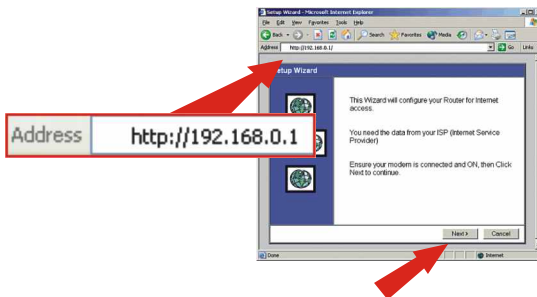 Setup Wizard - Microsoft Internet Explorer
File Edit View Favorites Tools Help
Back Search Favorites Media
Address http://192.168.0.1/ Go Links
etup Wizard
This Wizard will configure your Router for Internet
access.
You need the data from your ISP (Internet Service
Provider)
Ensure your modem is connected and ON, then Click
Next to continue.
Address http://192.168.0.1
Next > Cancel
Done Internet